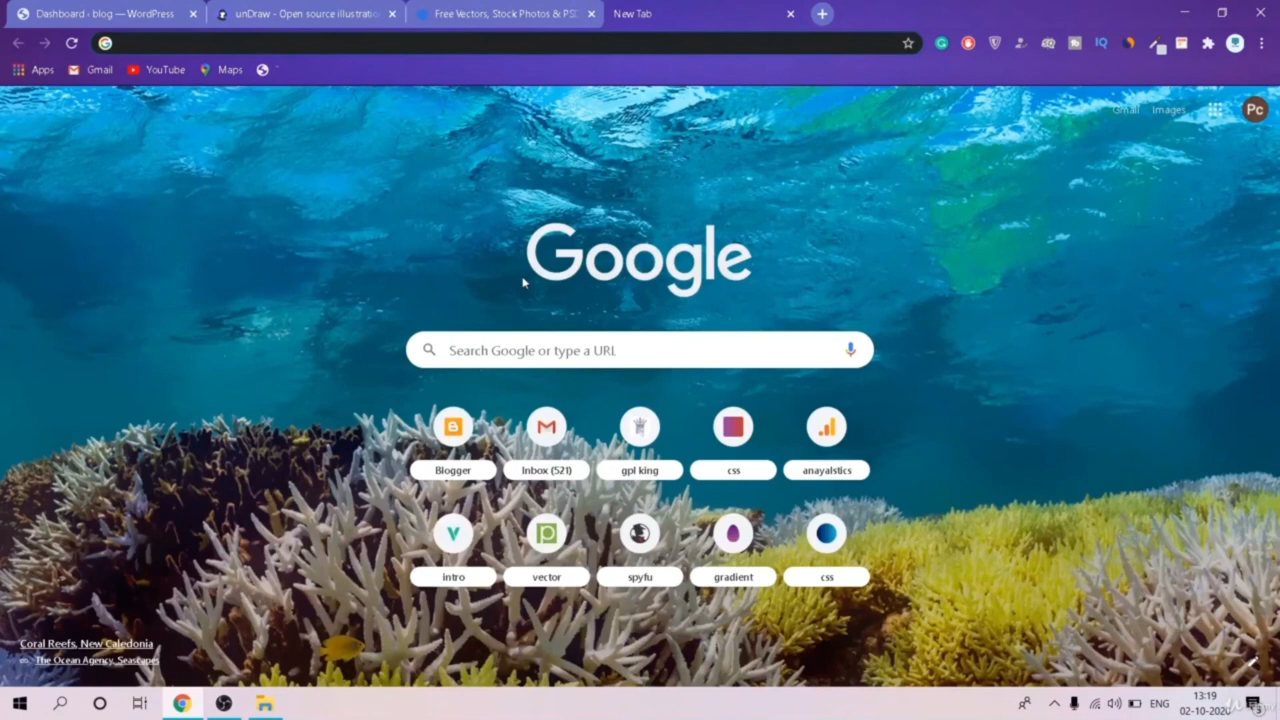 Dashboard ‹ blog — WordPress
unDraw - Open source illustratio
Free Vectors, Stock Photos & PS
New Tab
Apps
Gmail
YouTube
Maps
Gmail
Images
Pc
Google
Search Google or type a URL
Blogger
Inbox (521)
gpl king
css
anayalstics
intro
vector
spyfu
gradient
css
Coral Reefs, New Caledonia
The Ocean Agency, Seascapes
ENG
13:19
02-10-2020
3